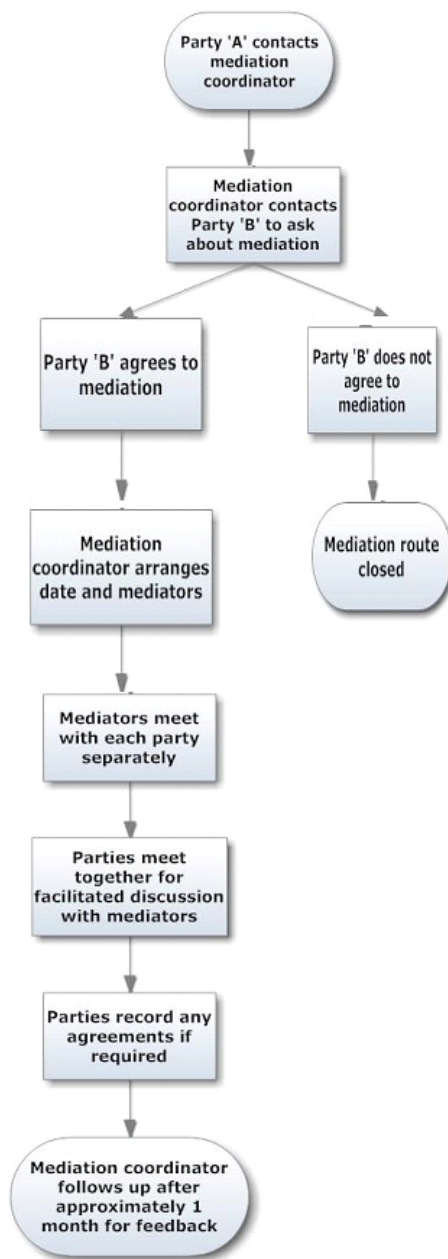 Party 'A' contacts
mediation
coordinator
Mediation
coordinator contacts
Party 'B' to ask
about mediation
Party 'B' agrees to
mediation
Party 'B' does not
agree to
mediation
Mediation
coordinator arranges
date and mediators
Mediation route
closed
Mediators meet
with each party
separately
Parties meet
together for
facilitated discussion
with mediators
Parties record any
agreements if
required
Mediation coordinator
follows up after
approximately 1
month for feedback